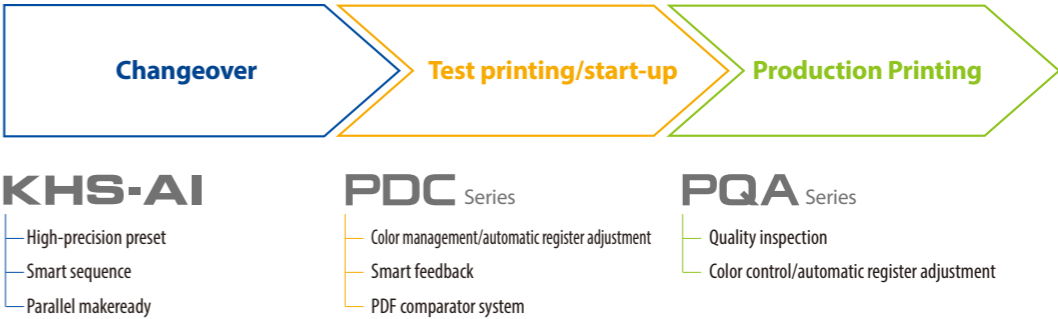 Changeover
Test printing/start-up
Production Printing
KHS-AI
High-precision preset
Smart sequence
Parallel makeready
PDC Series
Color management/automatic register adjustment
Smart feedback
PDF comparator system
PQA Series
Quality inspection
Color control/automatic register adjustment